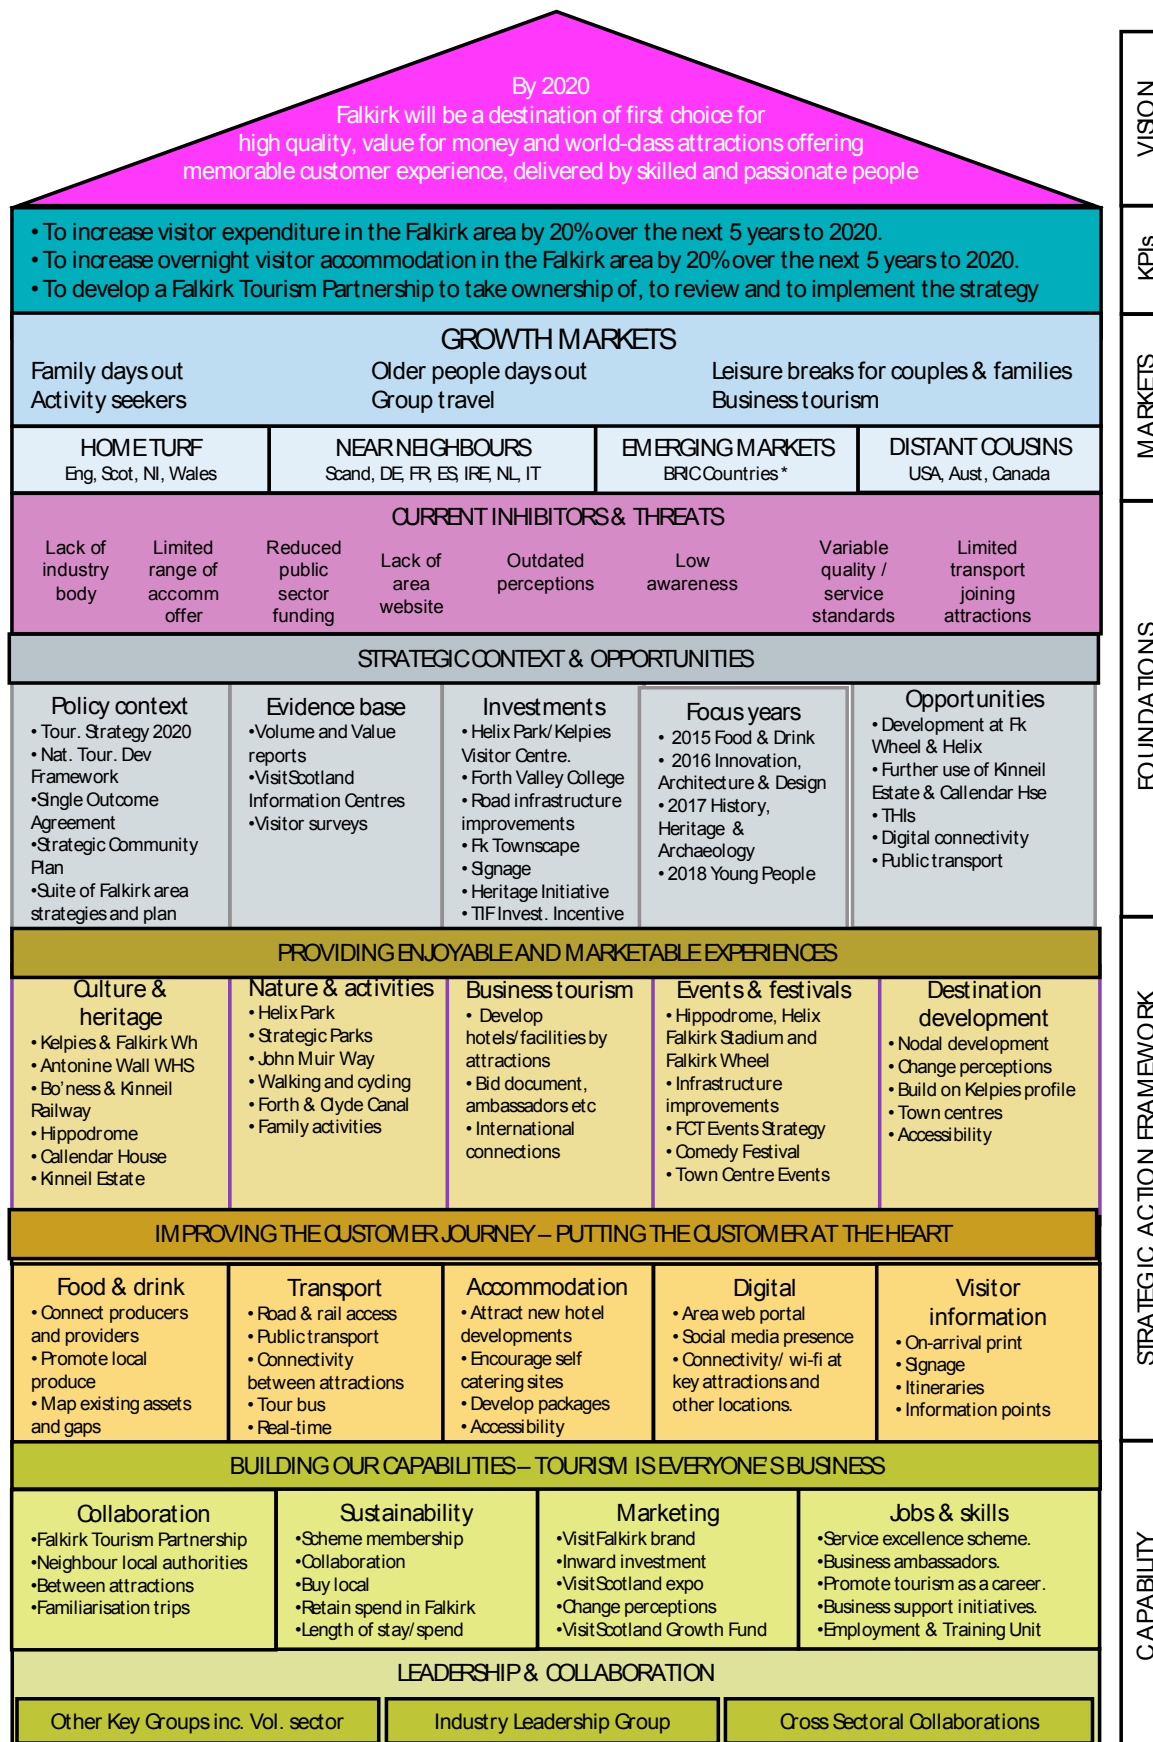 By 2020
Falkirk will be a destination of first choice for
high quality, value for money and world-class attractions offering
memorable customer experience, delivered by skilled and passionate people
VISION
• To increase visitor expenditure in the Falkirk area by 20% over the next 5 years to 2020.
• To increase overnight visitor accommodation in the Falkirk area by 20% over the next 5 years to 2020.
• To develop a Falkirk Tourism Partnership to take ownership of, to review and to implement the strategy
KPIs
GROWTH MARKETS
Family days out
Activity seekers
Older people days out
Group travel
Leisure breaks for couples & families
Business tourism
HOME TURF
Eng, Scot, NI, Wales
NEAR NEIGHBOURS
Scand, DE, FR, ES, IRE, NL, IT
EMERGING MARKETS
BRIC Countries *
DISTANT COUSINS
USA, Aust, Canada
MARKETS
CURRENT INHIBITORS & THREATS
Lack of
industry
body
Limited
range of
accomm
offer
Reduced
public
sector
funding
Lack of
area
website
Outdated
perceptions
Low
awareness
Variable
quality /
service
standards
Limited
transport
joining
attractions
STRATEGIC CONTEXT & OPPORTUNITIES
Policy context
• Tour. Strategy 2020
• Nat. Tour. Dev
Framework
•Single Outcome
Agreement
•Strategic Community
Plan
•Suite of Falkirk area
strategies and plan
Evidence base
•Volume and Value
reports
•VisitScotland
Information Centres
•Visitor surveys
Investments
• Helix Park/Kelpies
Visitor Centre.
• Forth Valley College
• Road infrastructure
improvements
• Fk Townscape
• Signage
• Heritage Initiative
• TIF Invest. Incentive
Focus years
• 2015 Food & Drink
• 2016 Innovation,
Architecture & Design
• 2017 History,
Heritage &
Archaeology
• 2018 Young People
Opportunities
• Development at Fk
Wheel & Helix
• Further use of Kinneil
Estate & Callendar Hse
• THIs
• Digital connectivity
• Public transport
FOUNDATIONS
PROVIDING ENJOYABLE AND MARKETABLE EXPERIENCES
Culture &
heritage
• Kelpies & Falkirk Wh
• Antonine Wall WHS
• Bo'ness & Kinneil
Railway
• Hippodrome
• Callendar House
• Kinneil Estate
Nature & activities
• Helix Park
• Strategic Parks
• John Muir Way
• Walking and cycling
• Forth & Clyde Canal
• Family activities
Business tourism
• Develop
hotels/facilities by
attractions
• Bid document,
ambassadors etc
• International
connections
Events & festivals
• Hippodrome, Helix
Falkirk Stadium and
Falkirk Wheel
• Infrastructure
improvements
• FCT Events Strategy
• Comedy Festival
• Town Centre Events
Destination
development
• Nodal development
• Change perceptions
• Build on Kelpies profile
• Town centres
• Accessibility
IMPROVING THE CUSTOMER JOURNEY – PUTTING THE CUSTOMER AT THE HEART
Food & drink
• Connect producers
and providers
• Promote local
produce
• Map existing assets
and gaps
Transport
• Road & rail access
• Public transport
• Connectivity
between attractions
• Tour bus
• Real-time
Accommodation
• Attract new hotel
developments
• Encourage self
catering sites
• Develop packages
• Accessibility
Digital
• Area web portal
• Social media presence
• Connectivity/ wi-fi at
key attractions and
other locations.
Visitor
information
• On-arrival print
• Signage
• Itineraries
• Information points
STRATEGIC ACTION FRAMEWORK
BUILDING OUR CAPABILITIES – TOURISM IS EVERYONE'S BUSINESS
Collaboration
•Falkirk Tourism Partnership
•Neighbour local authorities
•Between attractions
•Familiarisation trips
Sustainability
•Scheme membership
•Collaboration
•Buy local
•Retain spend in Falkirk
•Length of stay/spend
Marketing
•VisitFalkirk brand
•Inward investment
•VisitScotland expo
•Change perceptions
•VisitScotland Growth Fund
Jobs & skills
•Service excellence scheme.
•Business ambassadors.
•Promote tourism as a career.
•Business support initiatives.
•Employment & Training Unit
LEADERSHIP & COLLABORATION
Other Key Groups inc. Vol. sector
Industry Leadership Group
Cross Sectoral Collaborations
CAPABILITY